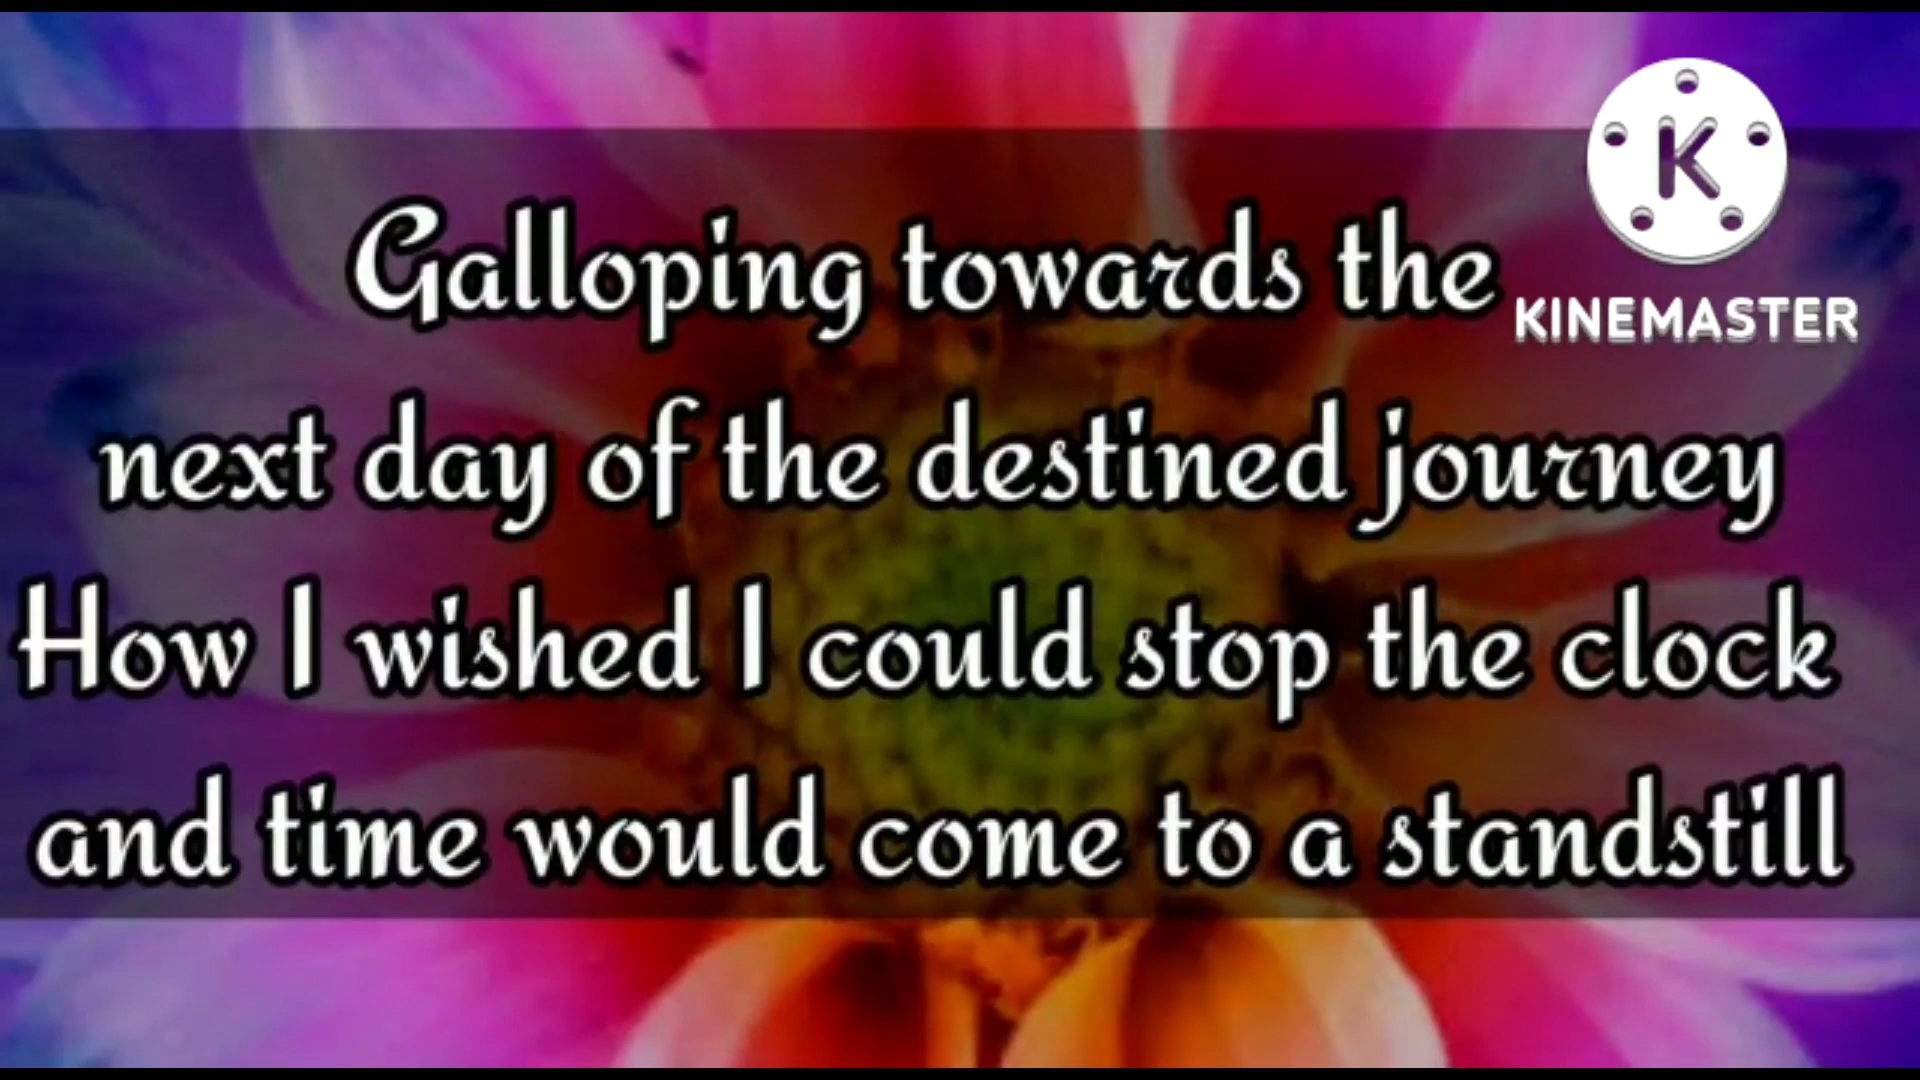 Galloping towards the
next day of the destined journey
How I wished I could stop the clock
and time would come to a standstill
K
KINEMASTER